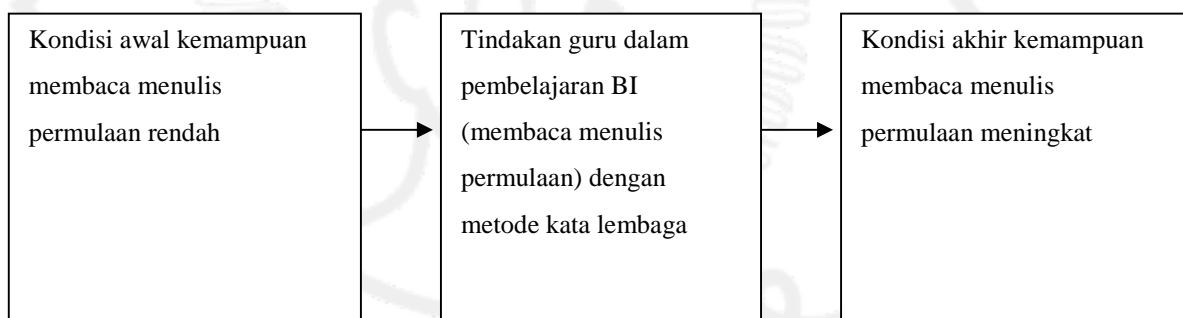 Kondisi awal kemampuan
membaca menulis
permulaan rendah
Tindakan guru dalam
pembelajaran BI
(membaca menulis
permulaan) dengan
metode kata lembaga
Kondisi akhir kemampuan
membaca menulis
permulaan meningkat